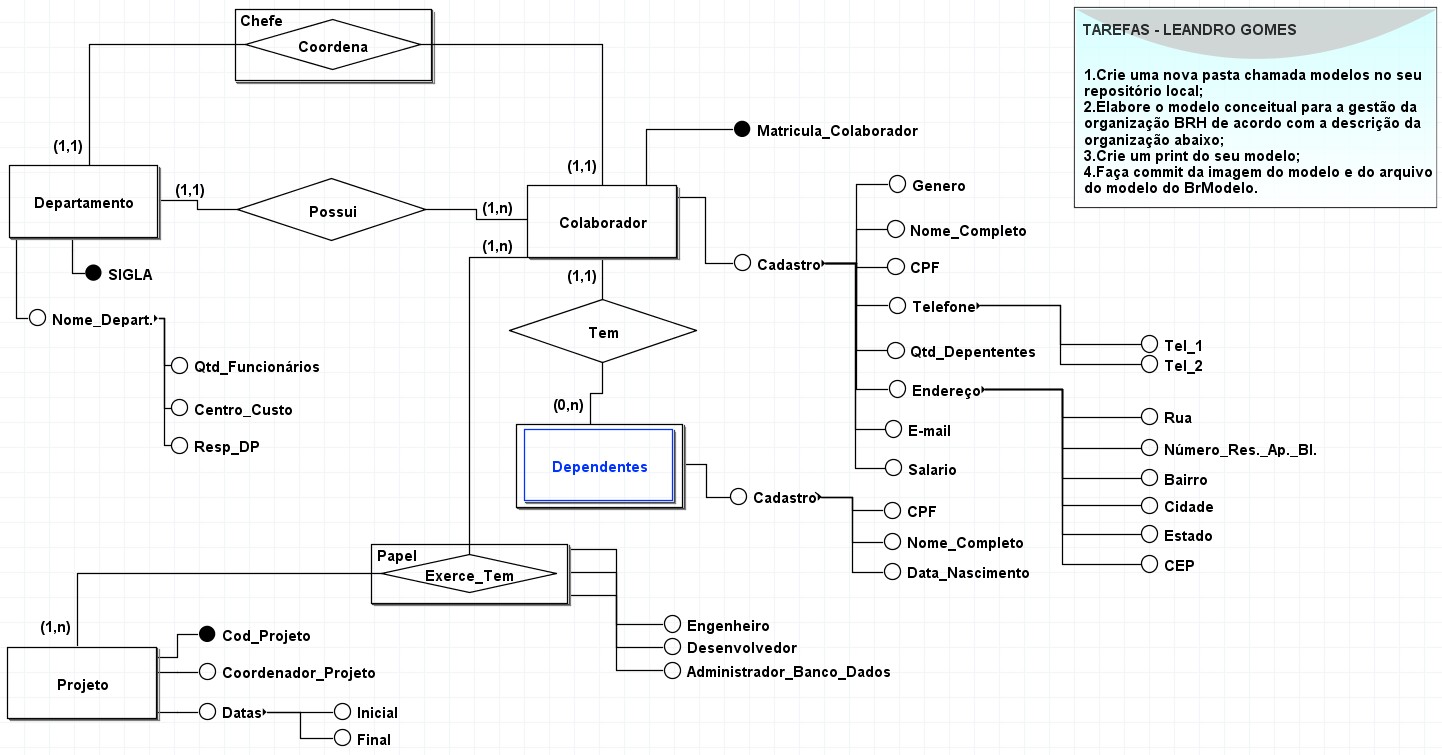 Chefe
Coordena
TAREFAS - LEANDRO GOMES
1.Crie uma nova pasta chamada modelos no seu
repositório local;
2.Elabore o modelo conceitual para a gestão da
organização BRH de acordo com a descrição da
organização abaixo;
3.Crie um print do seu modelo;
4.Faça commit da imagem do modelo e do arquivo
do modelo do BrModelo.
(1,1)
(1,1)
Matricula_Colaborador
Departamento
(1,1)
Possui
(1,n)
Colaborador
(1,n)
(1,1)
SIGLA
Nome_Depart.
Qtd_Funcionários
Centro_Custo
Resp_DP
Cadastro
Genero
Nome_Completo
CPF
Telefone
Tel_1
Tel_2
Qtd_Depententes
Endereço
Rua
Número_Res._Ap._Bl.
Bairro
Cidade
Estado
CEP
E-mail
Salario
Tem
(0,n)
Dependentes
Cadastro
CPF
Nome_Completo
Data_Nascimento
Papel
Exerce_Tem
Engenheiro
Desenvolvedor
Administrador_Banco_Dados
(1,n)
Projeto
Cod_Projeto
Coordenador_Projeto
Datas
Inicial
Final